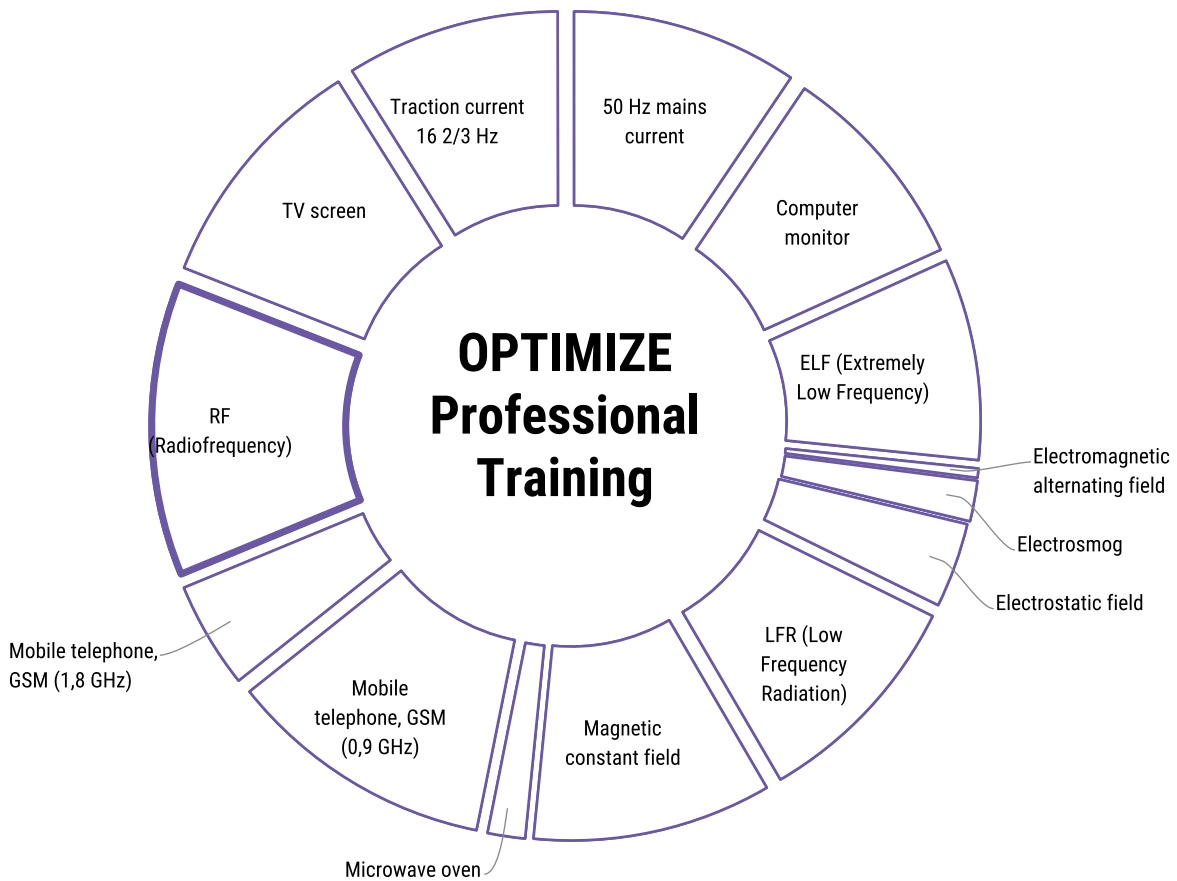 OPTIMIZE
Professional
Training
50 Hz mains
current
Computer
monitor
ELF (Extremely
Low Frequency)
Electromagnetic
alternating field
Electrosmog
Electrostatic field
LFR (Low
Frequency
Radiation)
Magnetic
constant field
Microwave oven
Mobile
telephone, GSM
(0,9 GHz)
Mobile telephone,
GSM (1,8 GHz)
RF
(Radiofrequency)
TV screen
Traction current
16 2/3 Hz